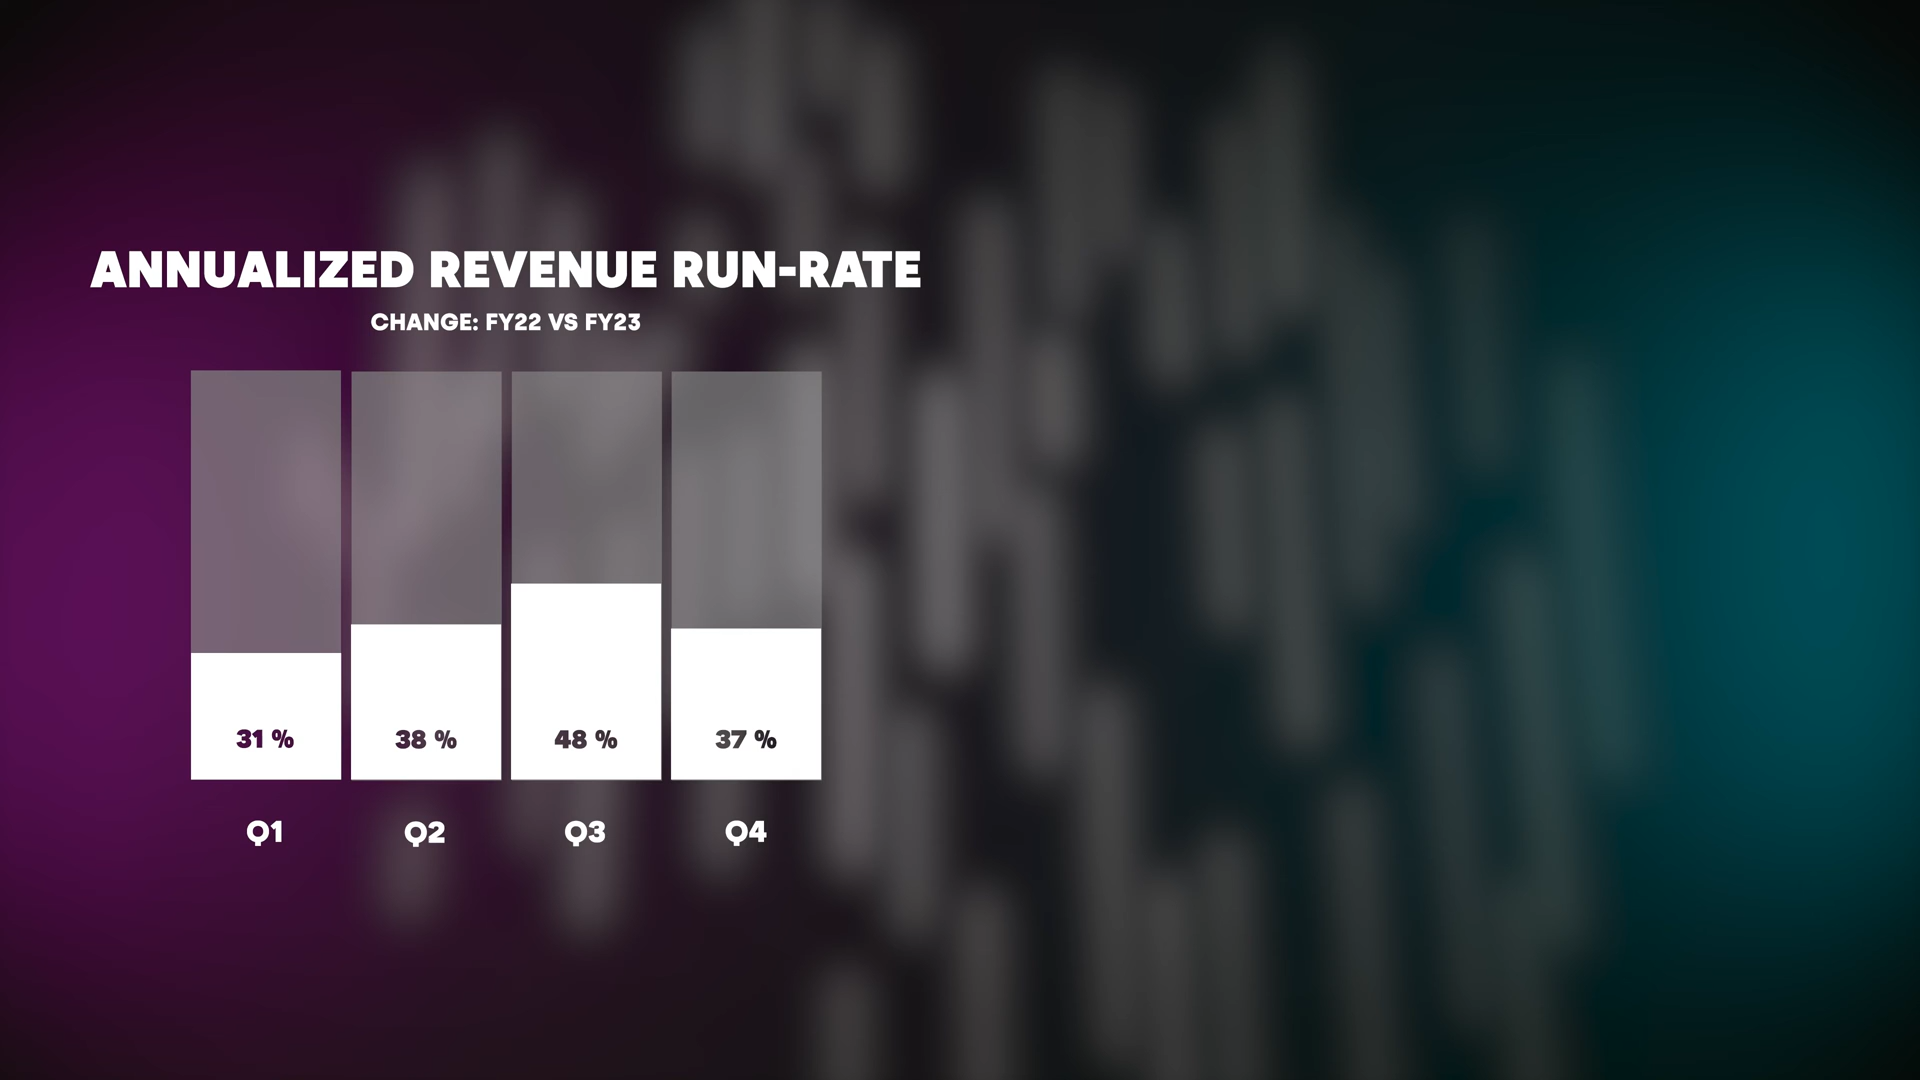 ANNUALIZED REVENUE RUN-RATE
CHANGE: FY22 VS FY23
31 %
38 %
48 %
37 %
Q1
Q2
Q3
Q4